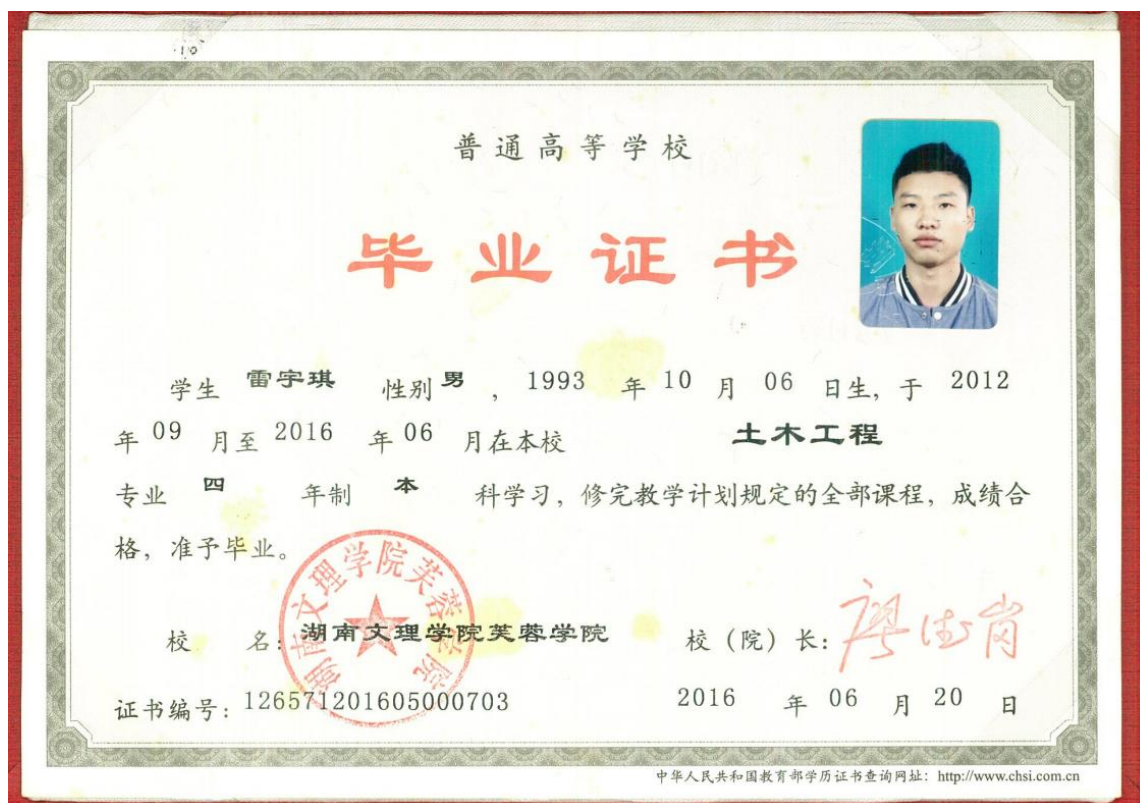 普通高等学校
毕业证书
学生 雷宇琪 性别 男 ，1993 年 10 月 06 日生，于 2012
年 09 月至 2016 年 06 月在本校 土木工程
专业 四 年制 本 科学习，修完教学计划规定的全部课程，成绩合
格，准予毕业。
湖南文理学院芙蓉学院
校 名：湖南文理学院芙蓉学院 校（院）长：廖德岗
证书编号：126571201605000703 2016 年 06 月 20 日
中华人民共和国教育部学历证书查询网址：http://www.chsi.com.cn